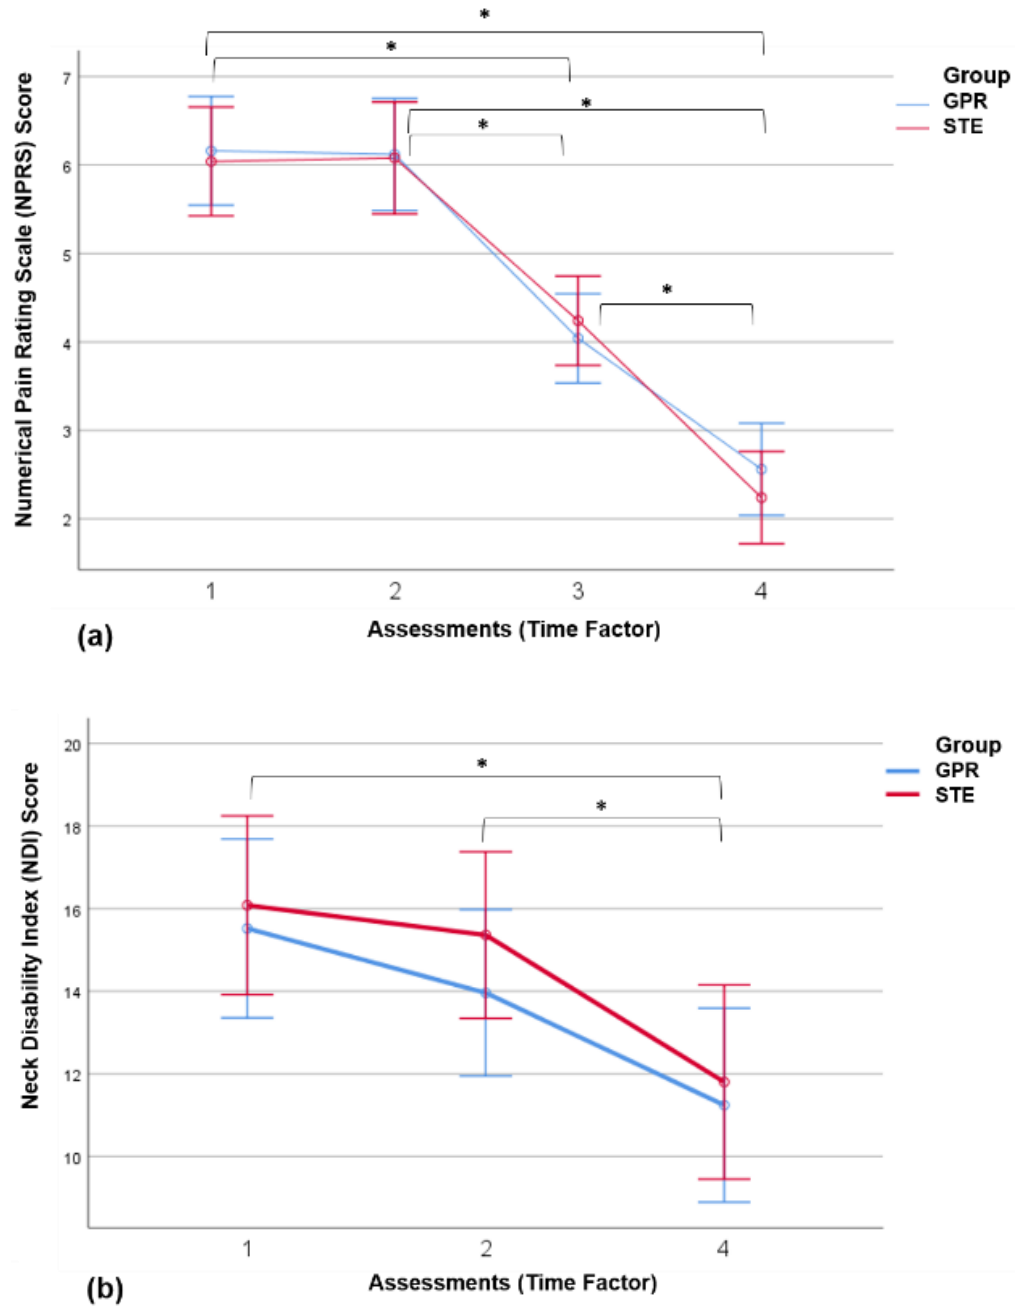 *
*
*
*
*
Numerical Pain Rating Scale (NPRS) Score
7
6
5
4
3
2
Group
GPR
STE
1 2 3 4
Assessments (Time Factor)
(a)
Neck Disability Index (NDI) Score
20
18
16
14
12
10
*
*
Group
GPR
STE
1 2 4
Assessments (Time Factor)
(b)